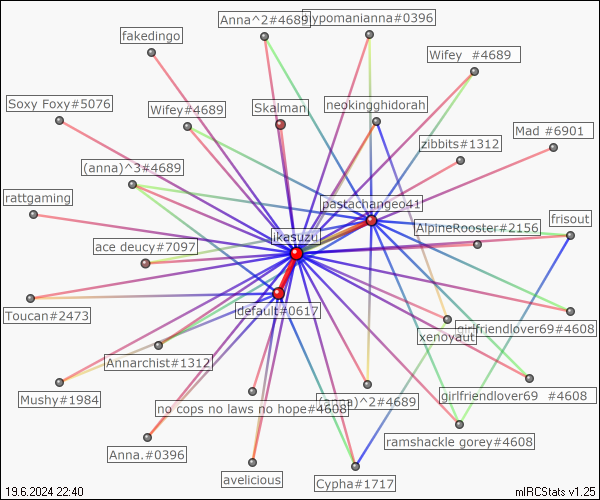 Anna^2#4689
hypomanianna#0396
fakedingo
Wifey  #4689
Soxy Foxy#5076
Wifey#4689
Skalman
neokingghidorah
Mad #6901
zibbits#1312
(anna)^3#4689
rattgaming
pastachangeo41
frisout
AlpineRooster#2156
ikesuzu
ace deucy#7097
default#0617
Toucan#2473
girlfriendlover69#4608
xenoyaut
Annarchist#1312
Mushy#1984
no cops no laws no hope#4608
^2#4689
girlfriendlover69  #4608
ramshackle gorey#4608
Anna.#0396
avelicious
Cypha#1717
19.6.2024 22:40
mIRCStats v1.25